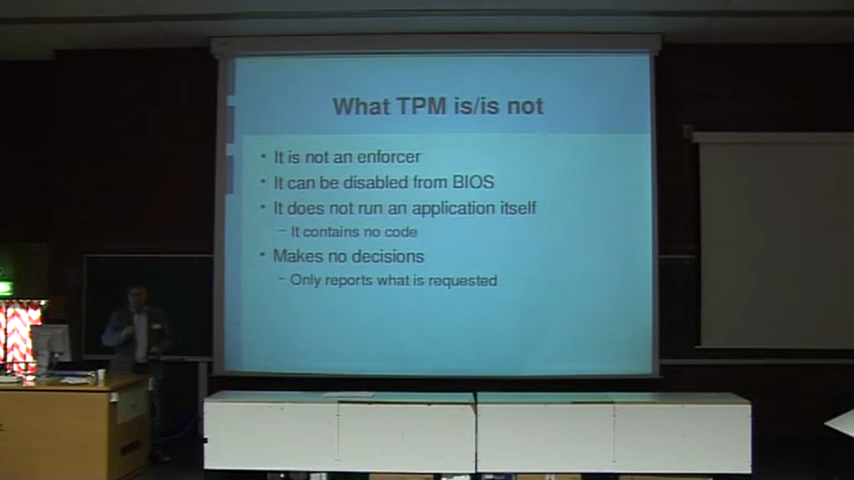 What TPM is/is not
• It is not an enforcer
• It can be disabled from BIOS
• It does not run an application itself
– It contains no code
• Makes no decisions
– Only reports what is requested